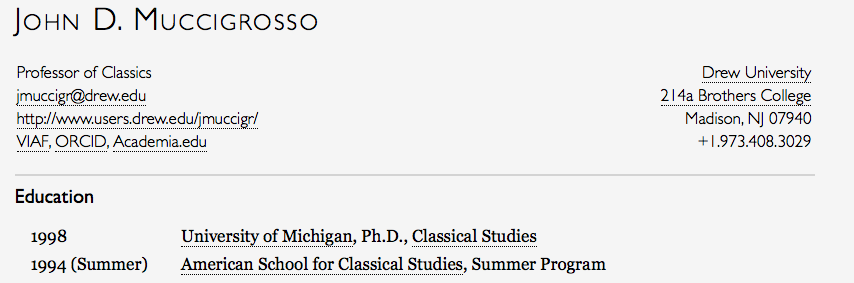 John D. Muccigrosso
Professor of Classics
Drew University
jmuccigr@drew.edu
214a Brothers College
http://www.users.drew.edu/jmuccigr/
Madison, NJ 07940
VIAF, ORCID, Academia.edu
+1.973.408.3029
Education
1998 University of Michigan, Ph.D., Classical Studies
1994 (Summer) American School for Classical Studies, Summer Program